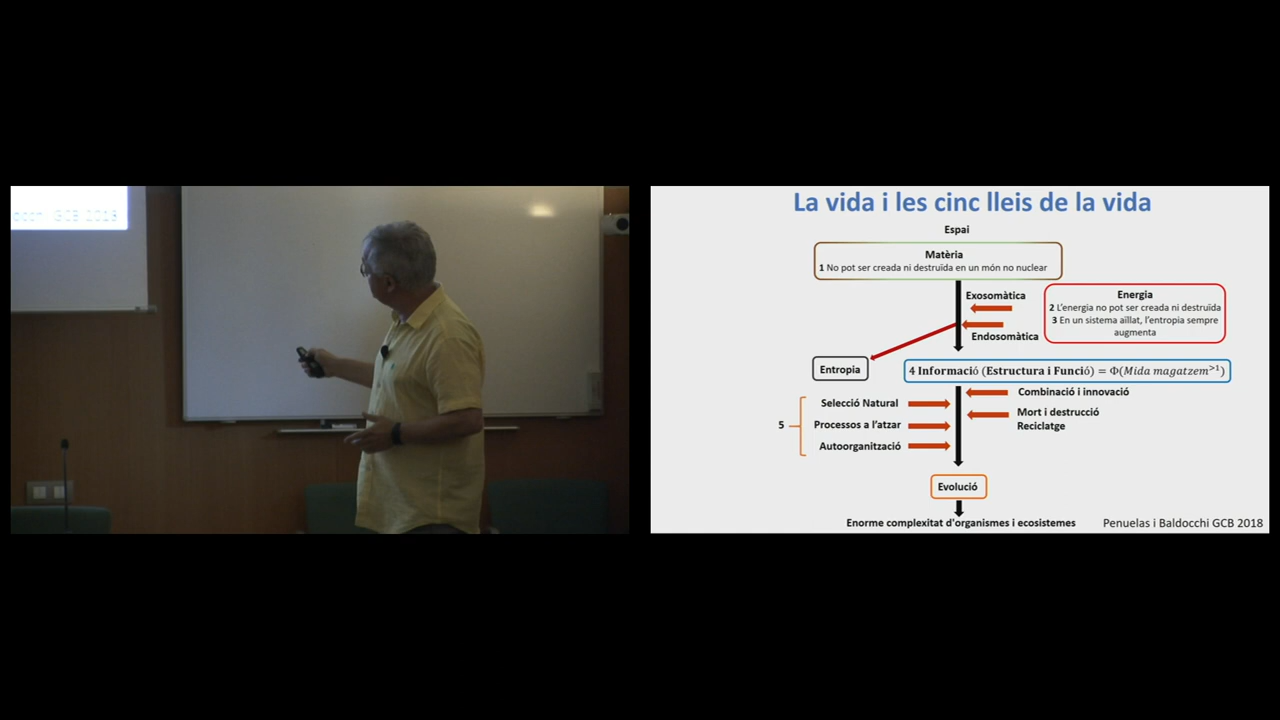 La vida i les cinc lleis de la vida
Espai
Matèria
1 No pot ser creada ni destruïda en un món no nuclear
Exosomàtica
Energia
2 L'energia no pot ser creada ni destruïda
3 En un sistema aïllat, l'entropia sempre
augmenta
Endosomàtica
Entropia
4 Informació (Estructura i Funció) = Φ(Mida magatzem>1)
Combinació i innovació
Selecció Natural
Mort i destrucció
Reciclatge
5
Processos a l'atzar
Autoorganització
Evolució
Enorme complexitat d'organismes i ecosistemes
Penuelas i Baldocchi GCB 2018
GCB 2018